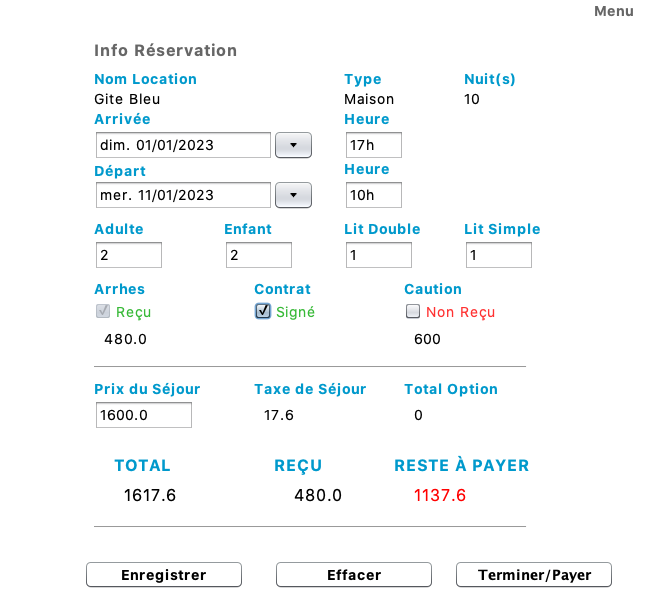 Menu
Info Réservation
Nom Location Type Nuit(s)
Gite Bleu Maison 10
Arrivée Heure
dim. 01/01/2023 17h
Départ Heure
mer. 11/01/2023 10h
Adulte Enfant Lit Double Lit Simple
2 2 1 1
Arrhes Contrat Caution
Reçu Signé Non Reçu
480.0 600
Prix du Séjour Taxe de Séjour Total Option
1600.0 17.6 0
TOTAL REÇU RESTE À PAYER
1617.6 480.0 1137.6
Enregistrer Effacer Terminer/Payer